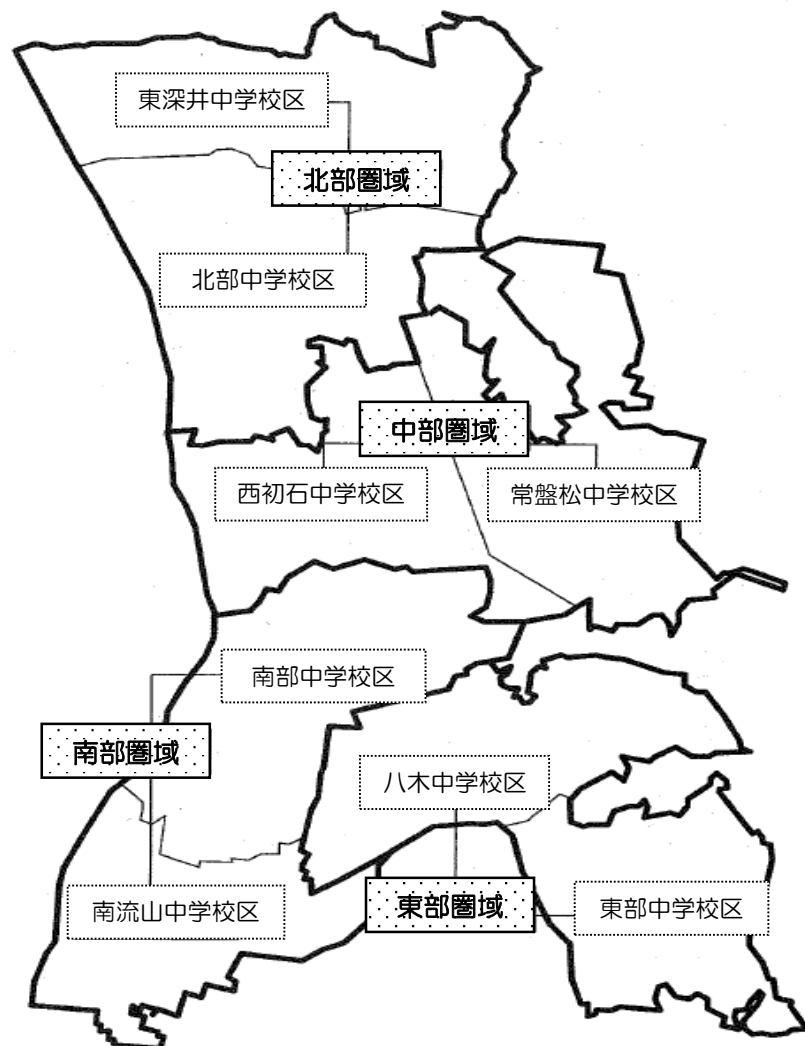 東深井中学校区
北部圏域
北部中学校区
中部圏域
西初石中学校区
常盤松中学校区
南部中学校区
南部圏域
八木中学校区
南流山中学校区
東部圏域
東部中学校区